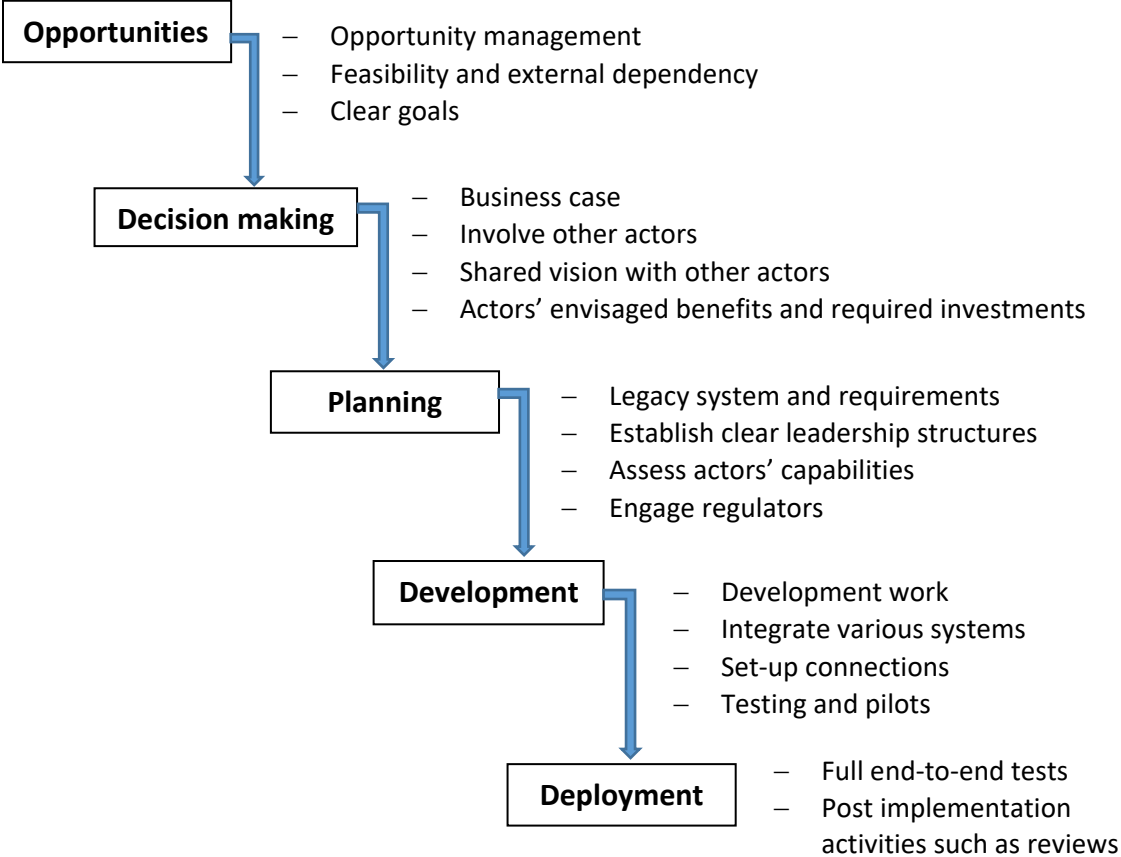 Opportunities
– Opportunity management
– Feasibility and external dependency
– Clear goals
Decision making
– Business case
– Involve other actors
– Shared vision with other actors
– Actors’ envisaged benefits and required investments
Planning
– Legacy system and requirements
– Establish clear leadership structures
– Assess actors’ capabilities
– Engage regulators
Development
– Development work
– Integrate various systems
– Set-up connections
– Testing and pilots
Deployment
– Full end-to-end tests
– Post implementation
activities such as reviews